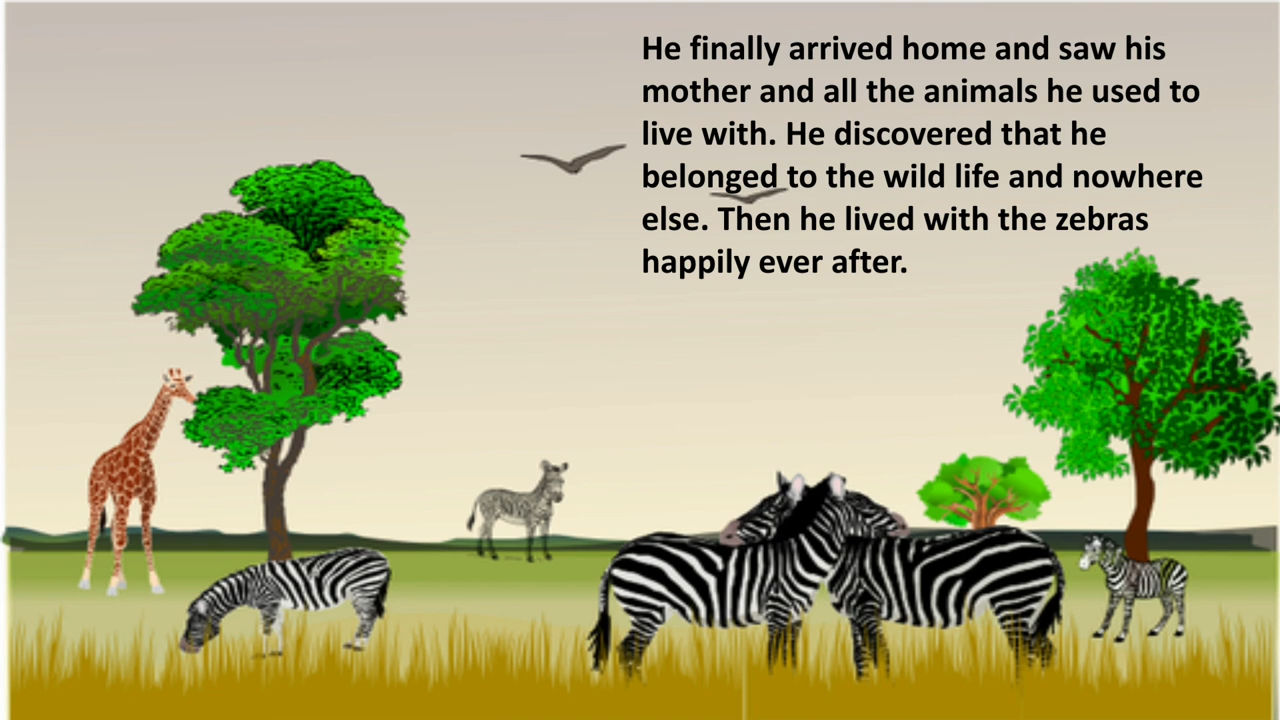 He finally arrived home and saw his
mother and all the animals he used to
live with. He discovered that he
belonged to the wild life and nowhere
else. Then he lived with the zebras
happily ever after.